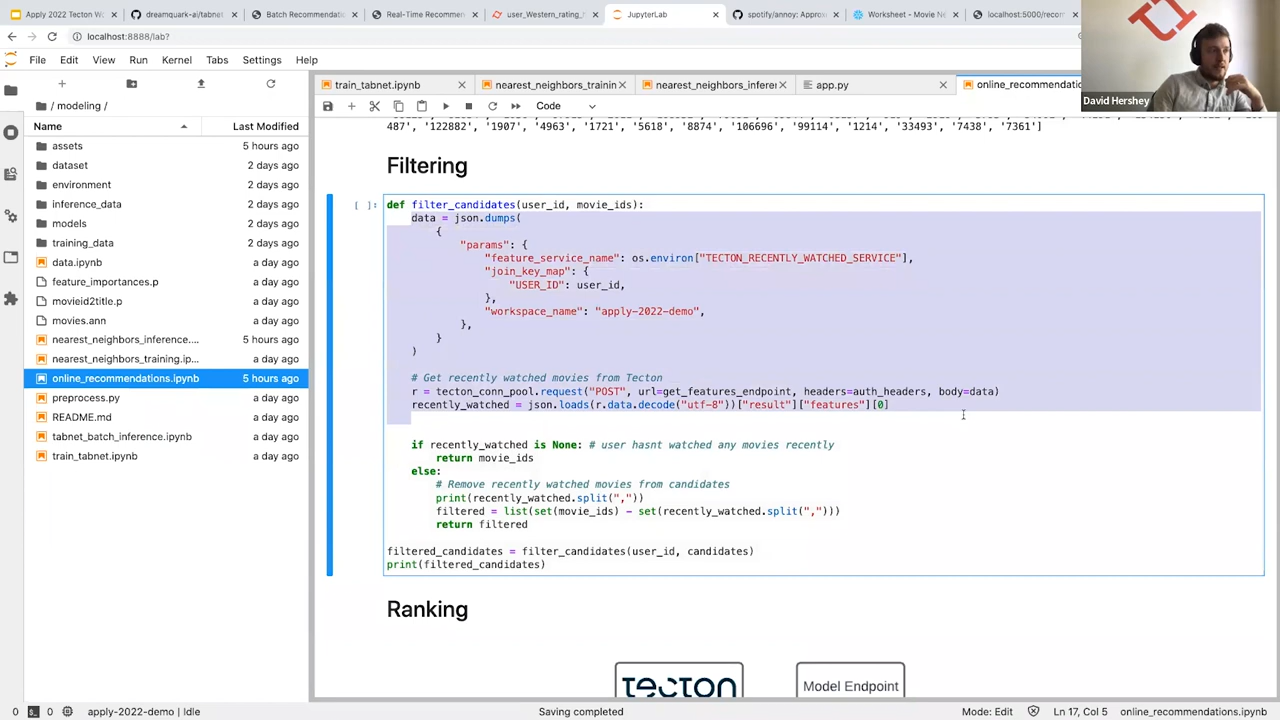 Apply 2022 Tecton Wo
dreamquark-ai/tabnet
Batch Recommendatio
Real-Time Recommen
user_Western_rating_r
JupyterLab
spotify/annoy: Approx
Worksheet - Movie Ne
localhost:5000/recom
localhost:8888/lab?
File Edit View Run Kernel Tabs Settings Help
train_tabnet.ipynb
nearest_neighbors_trainin
nearest_neighbors_infere
app.py
online_recommendation
/ modeling /
Code
Name
Last Modified
assets 5 hours ago
dataset 2 days ago
environment 2 days ago
inference_data 2 days ago
models 2 days ago
training_data 2 days ago
data.ipynb 2 days ago
feature_importances.p a day ago
movieid2title.p a day ago
movies.ann a day ago
nearest_neighbors_inference.... 5 hours ago
nearest_neighbors_training.ip... a day ago
online_recommendations.ipynb 5 hours ago
preprocess.py a day ago
README.md a day ago
tabnet_batch_inference.ipynb a day ago
train_tabnet.ipynb a day ago
487', '122882', '1907', '4963', '1721', '5618', '8874', '106696', '99114', '1214', '33493', '7438', '7361']
Filtering
[ ]:
def filter_candidates(user_id, movie_ids):
data = json.dumps(
{
"params": {
"feature_service_name": os.environ["TECTON_RECENTLY_WATCHED_SERVICE"],
"join_key_map": {
"USER_ID": user_id,
},
"workspace_name": "apply-2022-demo",
},
}
)
# Get recently watched movies from Tecton
r = tecton_conn_pool.request("POST", url=get_features_endpoint, headers=auth_headers, body=data)
recently_watched = json.loads(r.data.decode("utf-8"))["result"]["features"][0]
if recently_watched is None: # user hasnt watched any movies recently
return movie_ids
else:
# Remove recently watched movies from candidates
print(recently_watched.split(","))
filtered = list(set(movie_ids) - set(recently_watched.split(",")))
return filtered
filtered_candidates = filter_candidates(user_id, candidates)
print(filtered_candidates)
Ranking
tecton
Model Endpoint
David Hershey
0
0
apply-2022-demo | Idle
Saving completed
Mode: Edit
Ln 17, Col 5
online_recommendations.ipynb